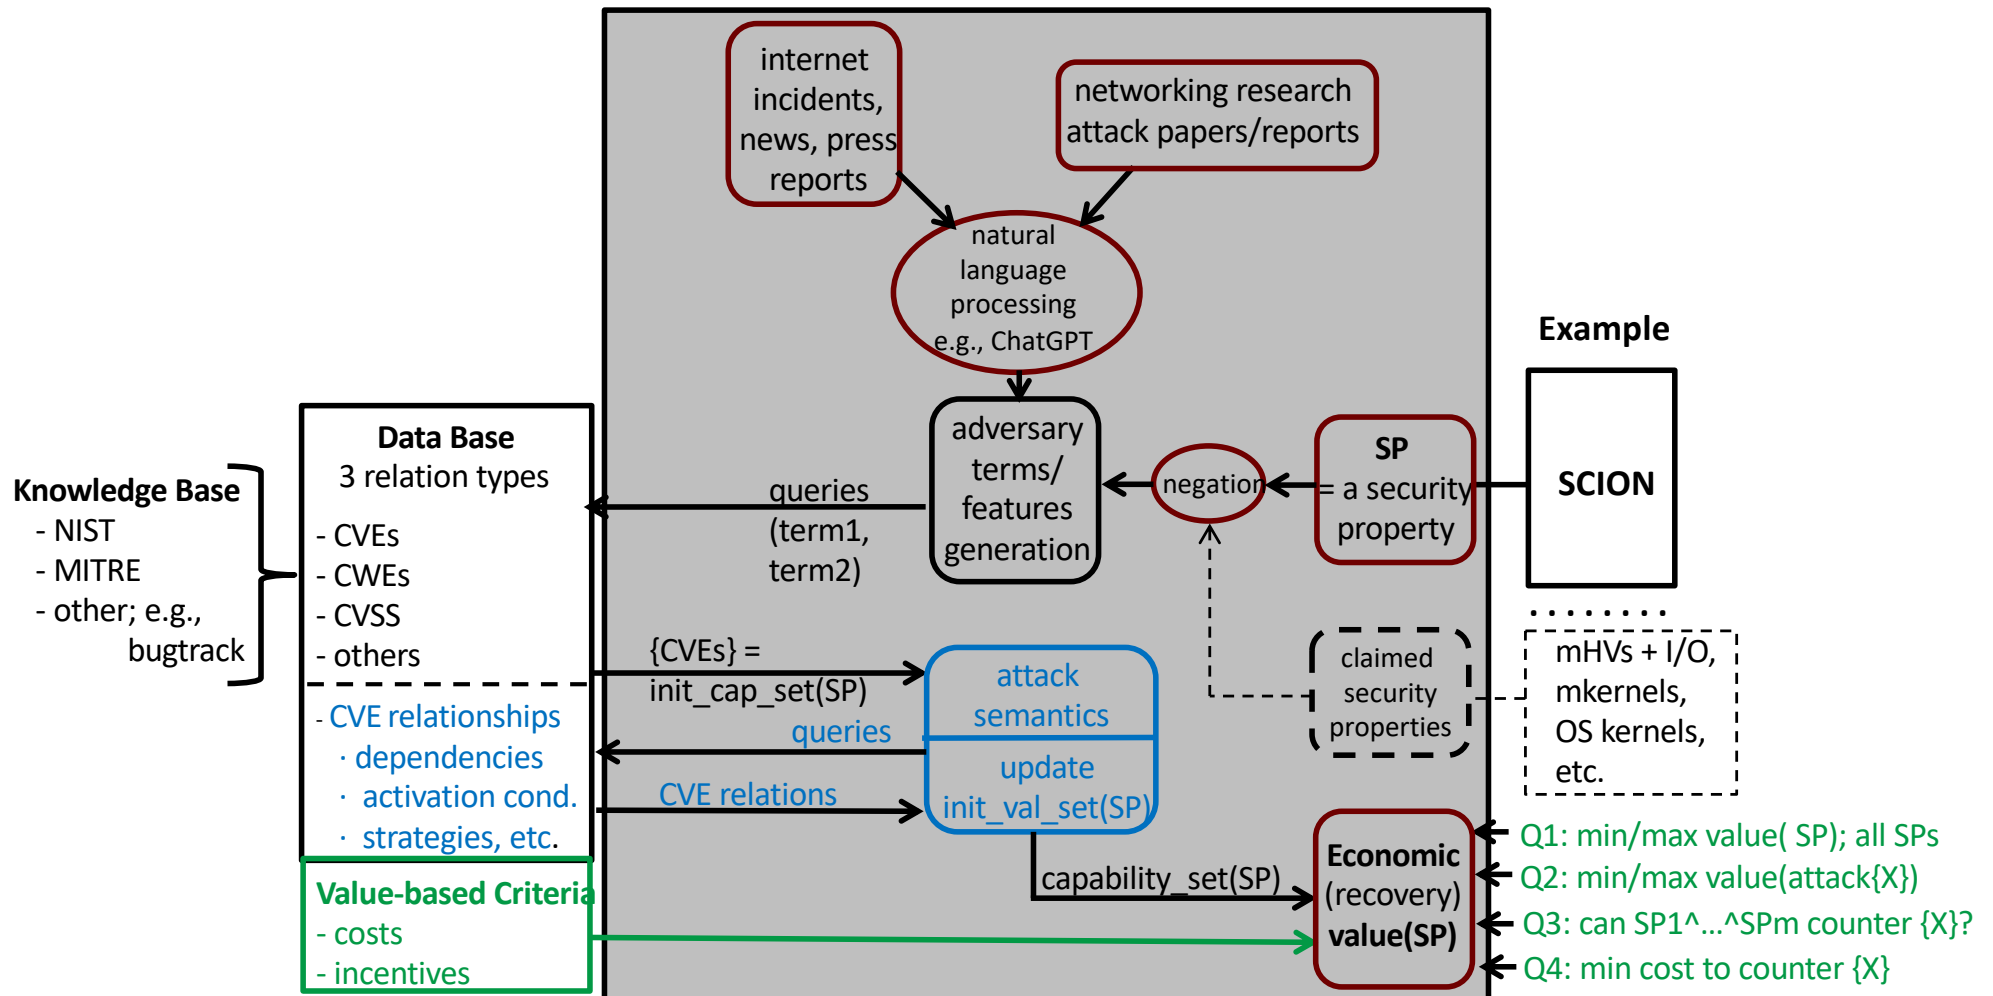 internet
incidents,
news, press
reports
networking research
attack papers/reports
natural
language
processing
e.g., ChatGPT
Example
SCION
adversary
terms/
features
generation
negation
SP
= a security
property
queries
(term1,
term2)
Data Base
3 relation types
- CVEs
- CWEs
- CVSS
- others
Knowledge Base
- NIST
- MITRE
- other; e.g.,
bugtrack
- CVE relationships
· dependencies
· activation cond.
· strategies, etc.
Value-based Criteria
- costs
- incentives
{CVEs} =
init_cap_set(SP)
queries
CVE relations
attack
semantics
update
init_val_set(SP)
capability_set(SP)
claimed
security
properties
........
mHVs + I/O,
mkernels,
OS kernels,
etc.
Economic
(recovery)
value(SP)
Q1: min/max value( SP); all SPs
Q2: min/max value(attack{X})
Q3: can SP1^...^SPm counter {X}?
Q4: min cost to counter {X}